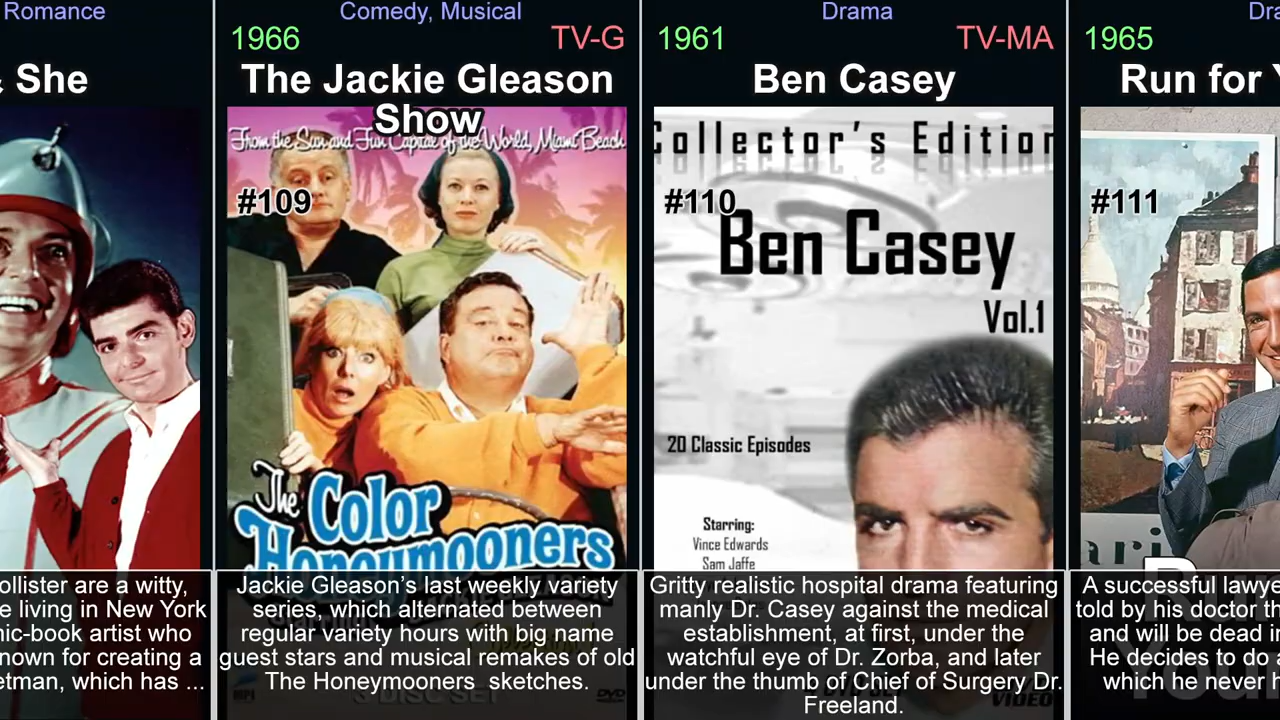 Romance
& She
ollister are a witty,
e living in New York
nic-book artist who
nown for creating a
etman, which has ...
Comedy, Musical
1966
TV-G
The Jackie Gleason
Show
From the Sun and Fun Capital of the World, Miami Beach
#109
The
Color
Honeymooners
Jackie Gleason’s last weekly variety
series, which alternated between
regular variety hours with big name
guest stars and musical remakes of old
The Honeymooners sketches.
3 DISC SET
DVD
Drama
1961
TV-MA
Ben Casey
Collector's Edition
#110
Ben Casey
Vol.1
20 Classic Episodes
Starring:
Vince Edwards
Sam Jaffe
Gritty realistic hospital drama featuring
manly Dr. Casey against the medical
establishment, at first, under the
watchful eye of Dr. Zorba, and later
under the thumb of Chief of Surgery Dr.
Freeland.
VIDEO
Dra
1965
Run for Y
#111
A successful lawye
told by his doctor th
and will be dead in
He decides to do a
which he never h